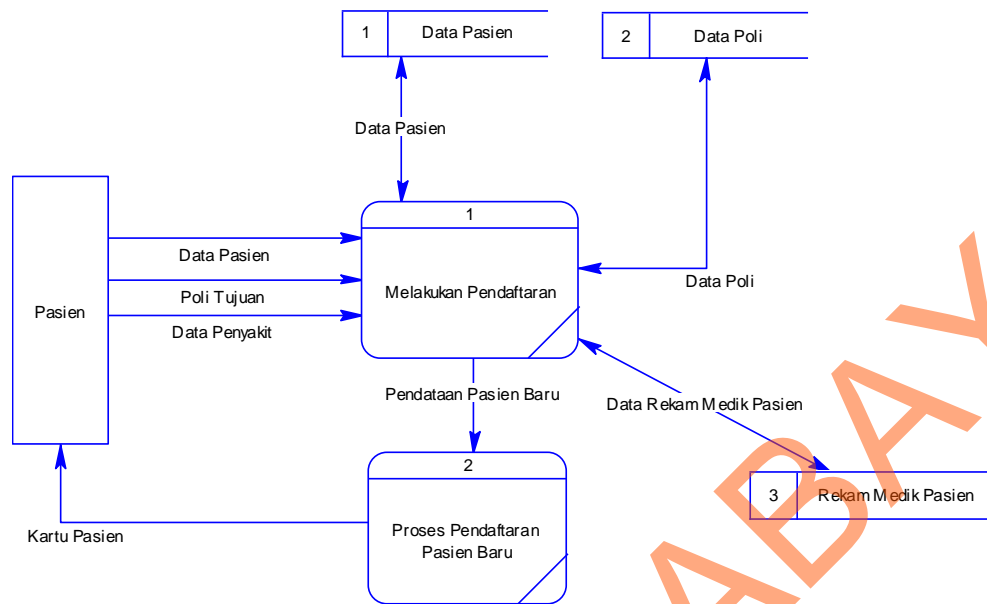 1 Data Pasien
2 Data Poli
Data Pasien
1
Data Pasien
Poli Tujuan
Data Penyakit
Pasien
Melakukan Pendaftaran
Data Poli
Pendataan Pasien Baru
Data Rekam Medik Pasien
2
3 Rekam Medik Pasien
Proses Pendaftaran
Pasien Baru
Kartu Pasien
ABAY